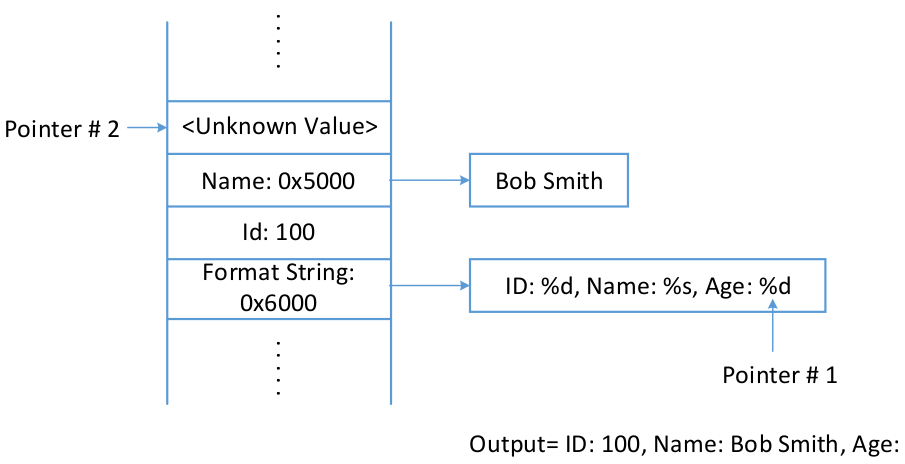 Pointer # 2
<Unknown Value>
Name: 0x5000
Bob Smith
Id: 100
Format String:
0x6000
ID: %d, Name: %s, Age: %d
Pointer # 1
Output= ID: 100, Name: Bob Smith, Age: